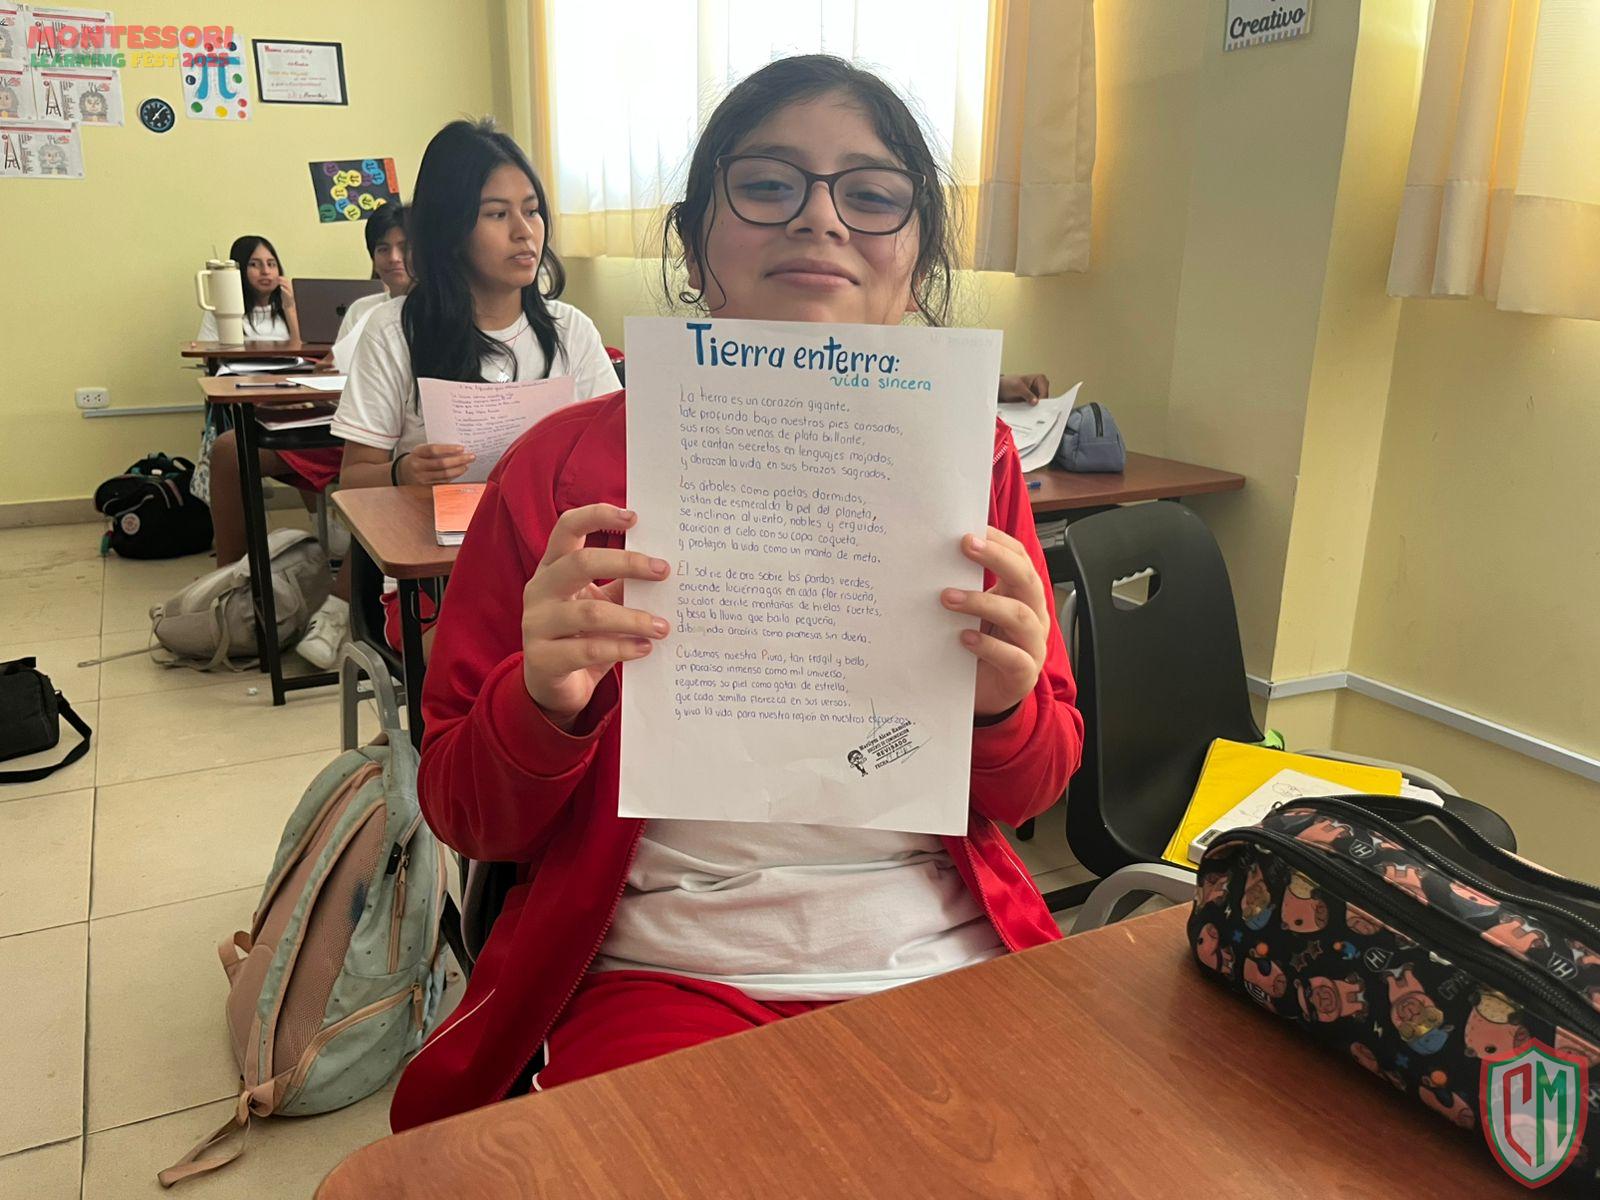 MONTESSORI
LEARNING FEST 2025
Creativo
Tierra enterra:
vida sincera
La tierra es un corazón gigante.
late profundo bajo nuestros pies cansados,
sus ríos son venas de plata brillante,
que cantan secretos en lenguajes mojados,
y abrazan la vida en sus brazos sagrados.
Los árboles como poetas dormidos,
vistan de esmeralda la piel del planeta,
se inclinan al viento, nobles y erguidos,
acarician el cielo con su copa coqueta,
y protejen la vida como un manto de meta.
El sol rie de oro sobre los pardos verdes,
enciende luciérnagas en cada flor risueña,
su calor derrite montañas de hielos fuertes,
y besa la lluvia que baila pequeña,
dibujando arcoíris como promesas sin dueña.
Cuidemos nuestra Piura, tan frágil y bella,
un paraíso inmenso como mil universo,
reguemos su piel como gotas de estrella,
que cada semilla florezca en sus versos.
y viva la vida para nuestra región en nuestros esfuerzos.
DOCENTE DE COMUNICACIÓN
REVISADO
FECHA:
CM